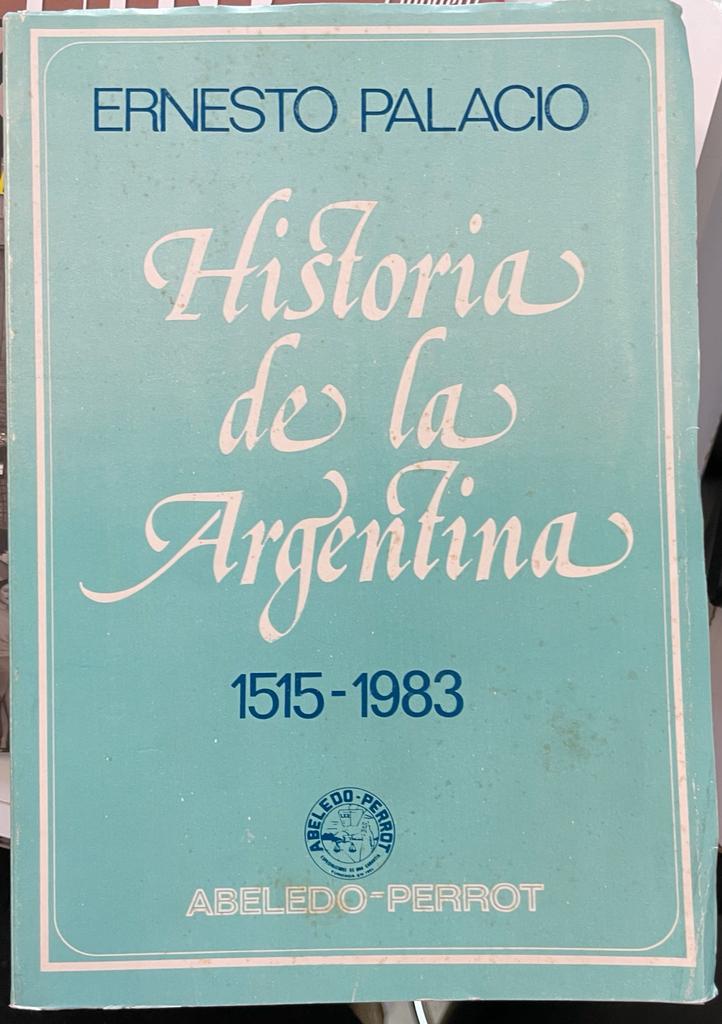 ERNESTO PALACIO
Historia
de la
Argentina
1515-1983
ABELEDO-PERROT
ABELEDO-PERROT